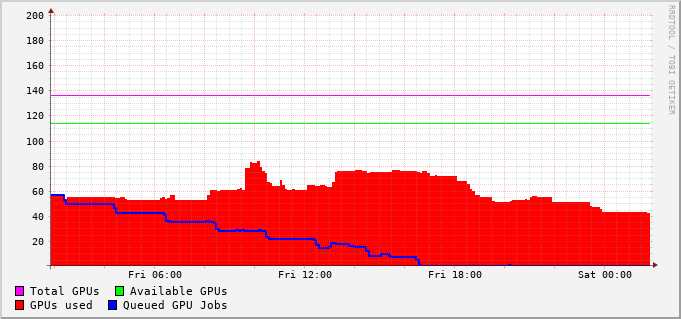 200
180
160
140
120
100
80
60
40
20
Fri 06:00 Fri 12:00 Fri 18:00 Sat 00:00
Total GPUs Available GPUs
GPUs used Queued GPU Jobs
RRDTOOL / TOBI OETIKER